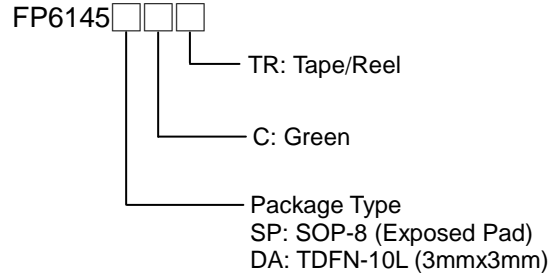 FP6145□□□
TR: Tape/Reel
C: Green
Package Type
SP: SOP-8 (Exposed Pad)
DA: TDFN-10L (3mmx3mm)